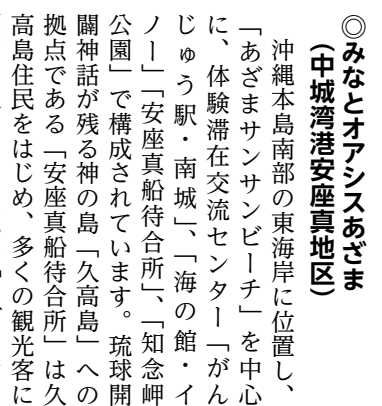 ◎みなとオアシスあざま
（中城湾港安座真地区）
　沖縄本島南部の東海岸に位置し、
「あざまサンサンビーチ」を中心
に、体験滞在交流センター「がん
じゅう駅・南城」、「海の館・イ
ノー」「安座真船待合所」、「知念岬
公園」で構成されています。琉球開
闢神話が残る神の島「久高島」への
拠点である「安座真船待合所」は久
高島住民をはじめ、多くの観光客に